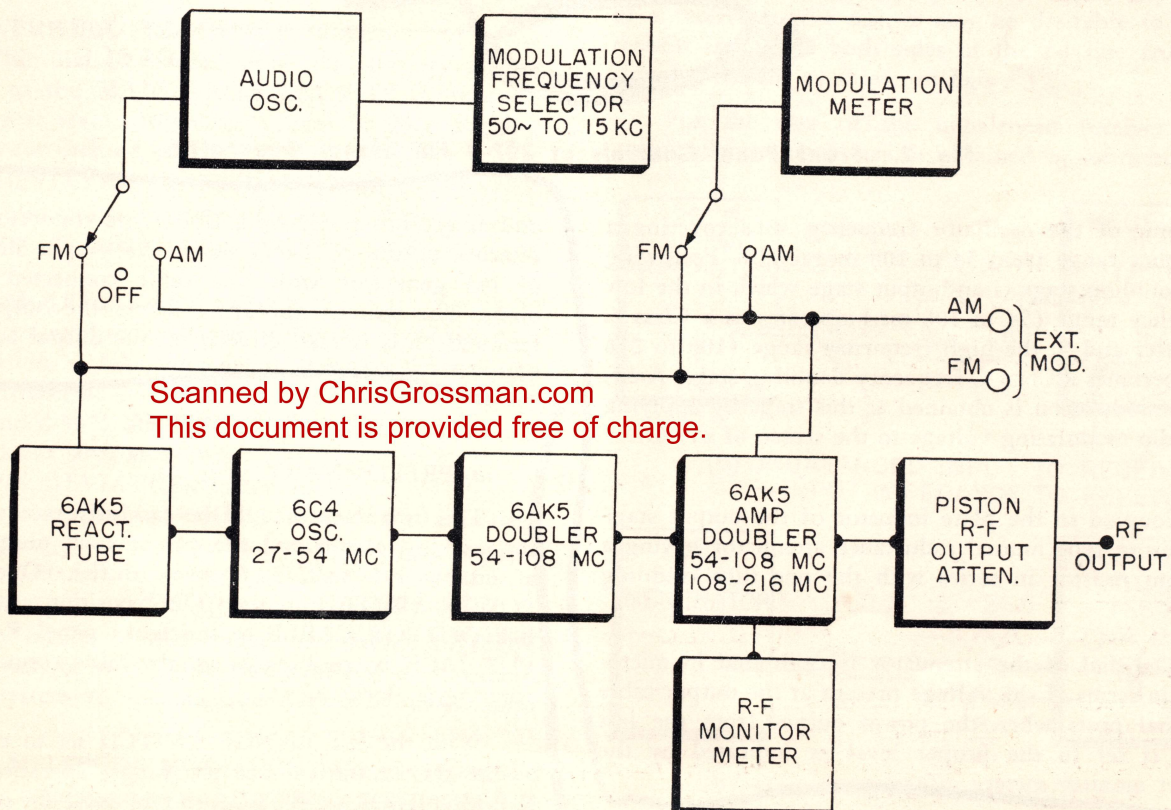 AUDIO
OSC.
MODULATION
FREQUENCY
SELECTOR
50~ TO 15 KC
MODULATION
METER
FM
OFF
AM
FM
AM
AM
FM
EXT.
MOD.
Scanned by ChrisGrossman.com
This document is provided free of charge.
6AK5
REACT.
TUBE
6C4
OSC.
27-54 MC
6AK5
DOUBLER
54-108 MC
6AK5
AMP
DOUBLER
54-108 MC
108-216 MC
PISTON
R-F
OUTPUT
ATTEN.
RF
OUTPUT
R-F
MONITOR
METER